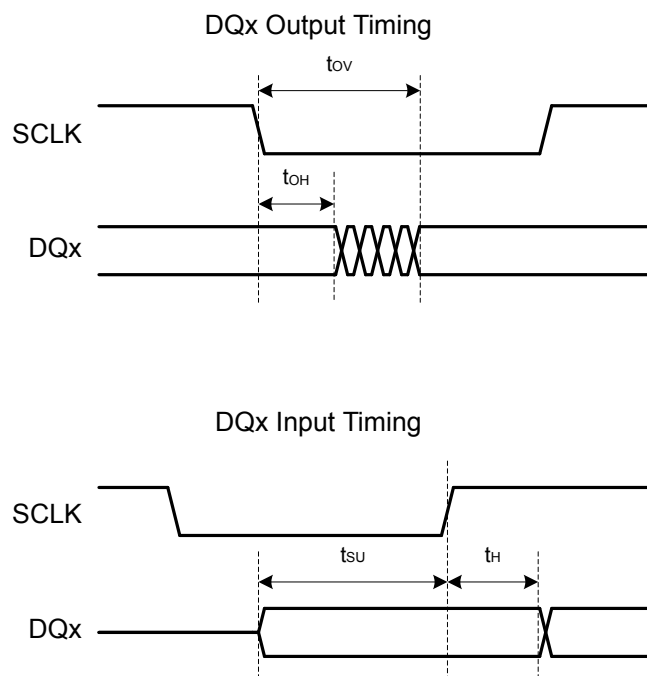 DQx Output Timing
tOV
SCLK
tOH
DQx
DQx Input Timing
SCLK
tSU
tH
DQx